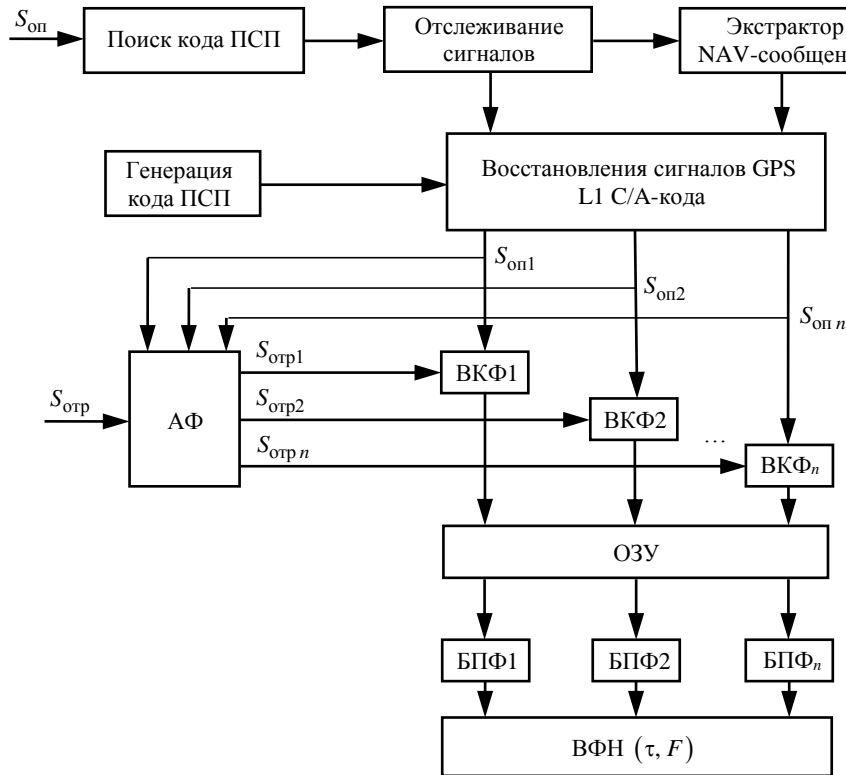 Sоп
Поиск кода ПСП
Отслеживание
сигналов
Экстрактор
Генерация
кода ПСП
Восстановления сигналов GPS
L1 C/A-кода
Sоп1
Sоп2
Sоп n
Sотр
АФ
Sотр1
Sотр2
Sотр n
ВКФ1
ВКФ2
...
ВКФn
ОЗУ
БПФ1
БПФ2
БПФn
ВФН (τ, F)